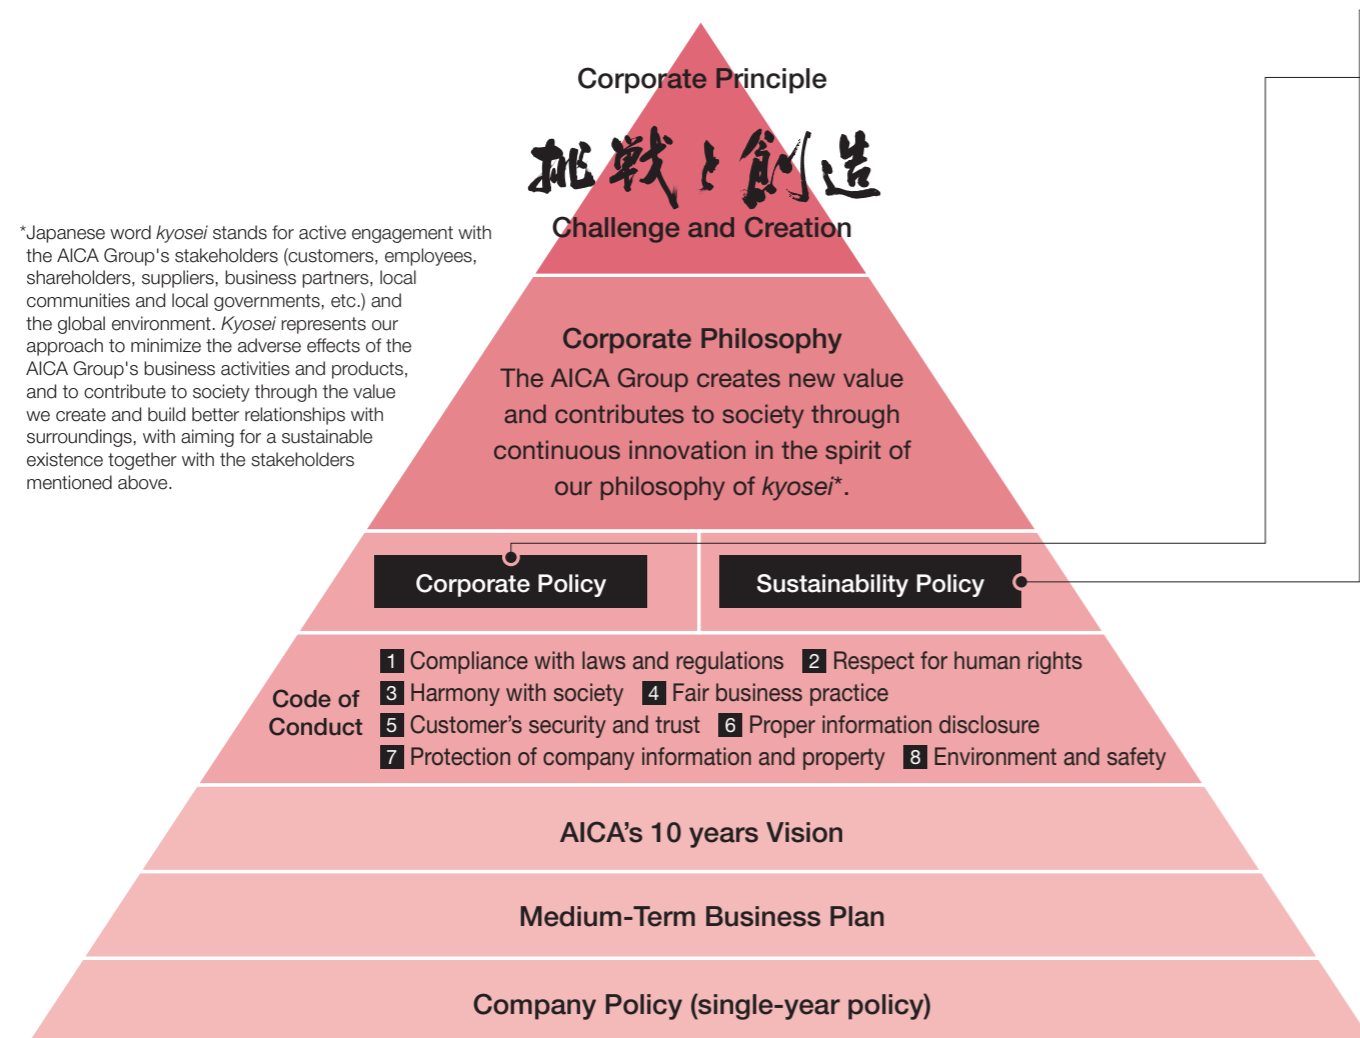 Corporate Principle
挑戦と創造
Challenge and Creation
*Japanese word kyosei stands for active engagement with
the AICA Group's stakeholders (customers, employees,
shareholders, suppliers, business partners, local
communities and local governments, etc.) and
the global environment. Kyosei represents our
approach to minimize the adverse effects of the
AICA Group's business activities and products,
and to contribute to society through the value
we create and build better relationships with
surroundings, with aiming for a sustainable
existence together with the stakeholders
mentioned above.
Corporate Philosophy
The AICA Group creates new value
and contributes to society through
continuous innovation in the spirit of
our philosophy of kyosei*.
Corporate Policy
Sustainability Policy
Code of
Conduct
1 Compliance with laws and regulations 2 Respect for human rights
3 Harmony with society 4 Fair business practice
5 Customer’s security and trust 6 Proper information disclosure
7 Protection of company information and property 8 Environment and safety
AICA’s 10 years Vision
Medium-Term Business Plan
Company Policy (single-year policy)